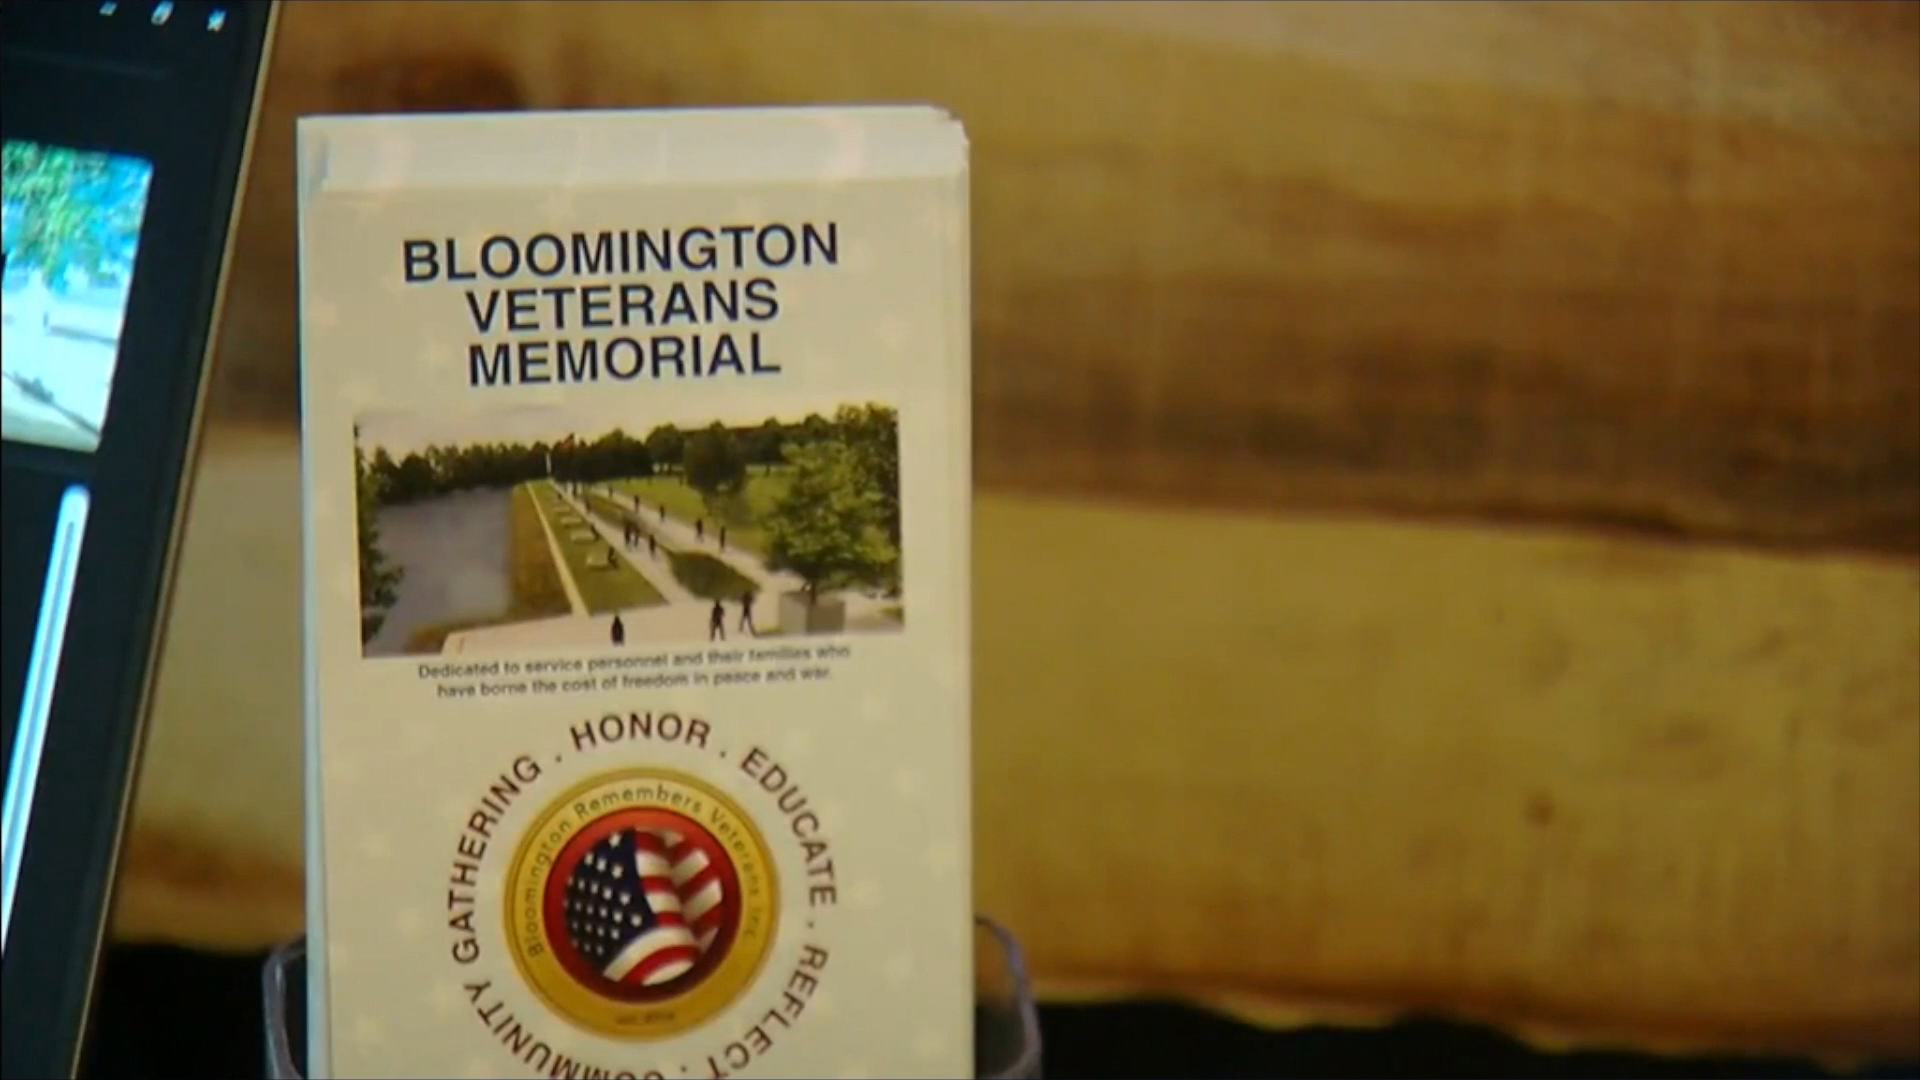 BLOOMINGTON
VETERANS
MEMORIAL
Dedicated to service personnel and their families who
have borne the cost of freedom in peace and war.
HONOR . EDUCATE . REFLECT . COMMUNITY GATHERING .
Bloomington Remembers Veterans, Inc.